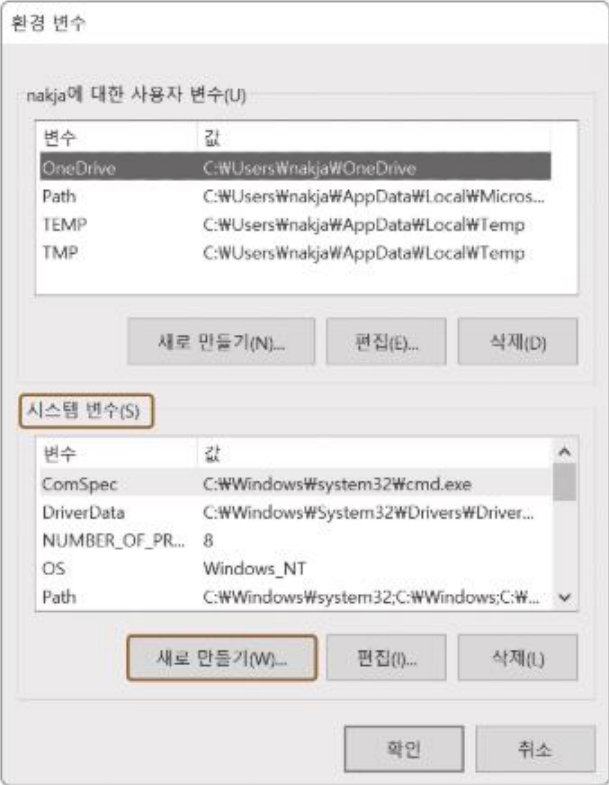 환경 변수
nakja에 대한 사용자 변수(U)
변수 값
OneDrive C:₩Users₩nakja₩OneDrive
Path C:₩Users₩nakja₩AppData₩Local₩Micros...
TEMP C:₩Users₩nakja₩AppData₩Local₩Temp
TMP C:₩Users₩nakja₩AppData₩Local₩Temp
새로 만들기(N)... 편집(E)... 삭제(D)
시스템 변수(S)
변수 값
ComSpec C:₩Windows₩system32₩cmd.exe
DriverData C:₩Windows₩System32₩Drivers₩Driver...
NUMBER_OF_PR... 8
OS Windows_NT
Path C:₩Windows₩system32;C:₩Windows;C:₩...
새로 만들기(W)... 편집(I)... 삭제(L)
확인 취소